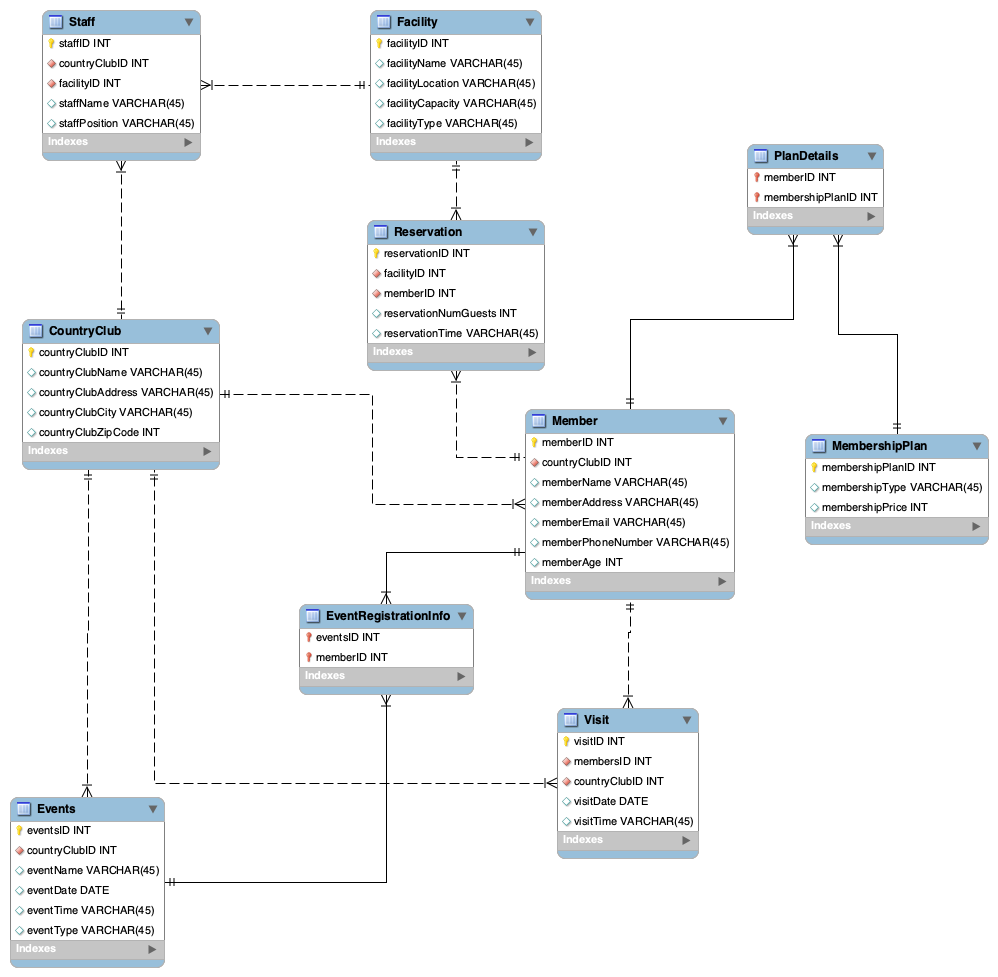 Staff
staffID INT
countryClubID INT
facilityID INT
staffName VARCHAR(45)
staffPosition VARCHAR(45)
Indexes
Facility
facilityID INT
facilityName VARCHAR(45)
facilityLocation VARCHAR(45)
facilityCapacity VARCHAR(45)
facilityType VARCHAR(45)
Indexes
PlanDetails
memberID INT
membershipPlanID INT
Indexes
Reservation
reservationID INT
facilityID INT
memberID INT
reservationNumGuests INT
reservationTime VARCHAR(45)
Indexes
CountryClub
countryClubID INT
countryClubName VARCHAR(45)
countryClubAddress VARCHAR(45)
countryClubCity VARCHAR(45)
countryClubZipCode INT
Indexes
Member
memberID INT
countryClubID INT
memberName VARCHAR(45)
memberAddress VARCHAR(45)
memberEmail VARCHAR(45)
memberPhoneNumber VARCHAR(45)
memberAge INT
Indexes
MembershipPlan
membershipPlanID INT
membershipType VARCHAR(45)
membershipPrice INT
Indexes
EventRegistrationInfo
eventsID INT
memberID INT
Indexes
Visit
visitID INT
membersID INT
countryClubID INT
visitDate DATE
visitTime VARCHAR(45)
Indexes
Events
eventsID INT
countryClubID INT
eventName VARCHAR(45)
eventDate DATE
eventTime VARCHAR(45)
eventType VARCHAR(45)
Indexes